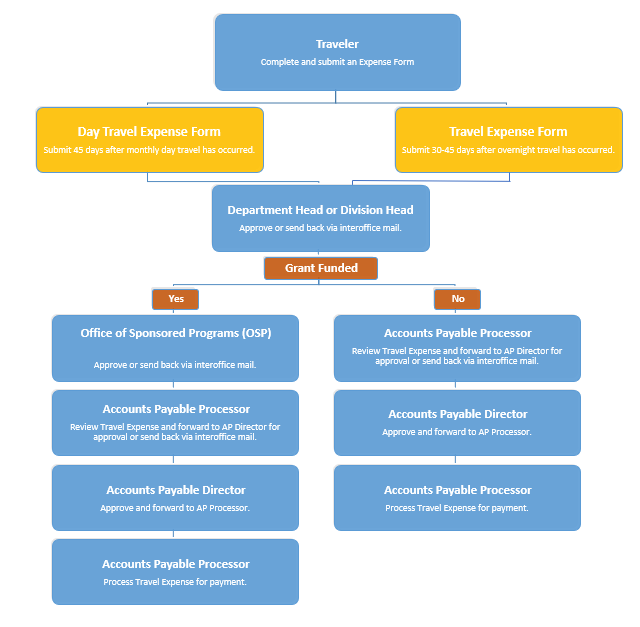 Traveler
Complete and submit an Expense Form
Day Travel Expense Form
Submit 45 days after monthly day travel has occurred.
Travel Expense Form
Submit 30-45 days after overnight travel has occurred.
Department Head or Division Head
Approve or send back via interoffice mail.
Grant Funded
Yes
No
Office of Sponsored Programs (OSP)
Approve or send back via interoffice mail.
Accounts Payable Processor
Review Travel Expense and forward to AP Director for
approval or send back via interoffice mail.
Accounts Payable Director
Approve and forward to AP Processor.
Accounts Payable Processor
Process Travel Expense for payment.
Accounts Payable Processor
Review Travel Expense and forward to AP Director for
approval or send back via interoffice mail.
Accounts Payable Director
Approve and forward to AP Processor.
Accounts Payable Processor
Process Travel Expense for payment.